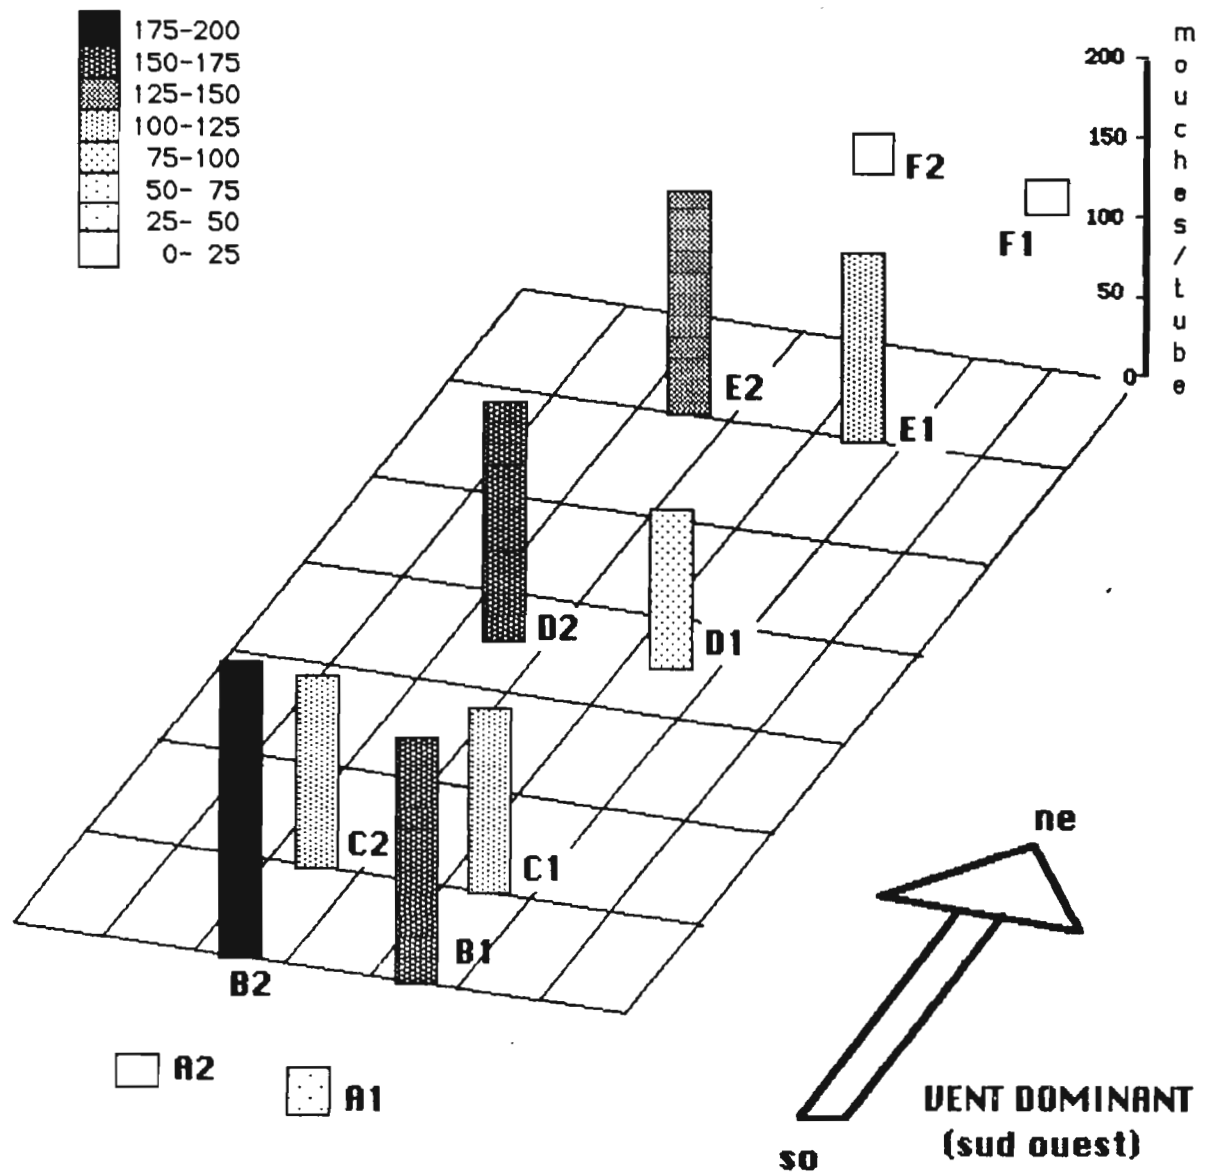 175-200
150-175
125-150
100-125
75-100
50- 75
25- 50
0- 25
mouches/tube
200
150
100
50
0
F2
F1
E2
E1
D2
D1
C2
C1
B1
B2
A2
A1
ne
so
VENT DOMINANT
(sud ouest)